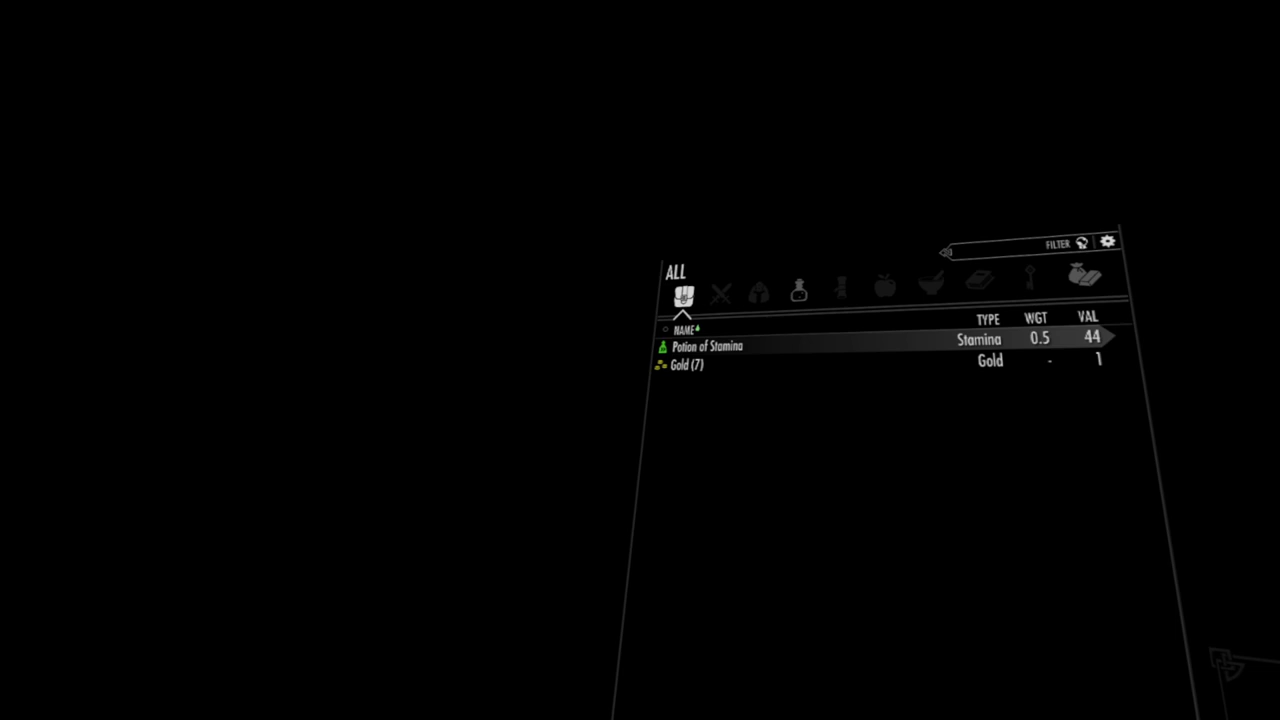 FILTER
ALL
NAME TYPE WGT VAL
Potion of Stamina Stamina 0.5 44
Gold (7) Gold - 1